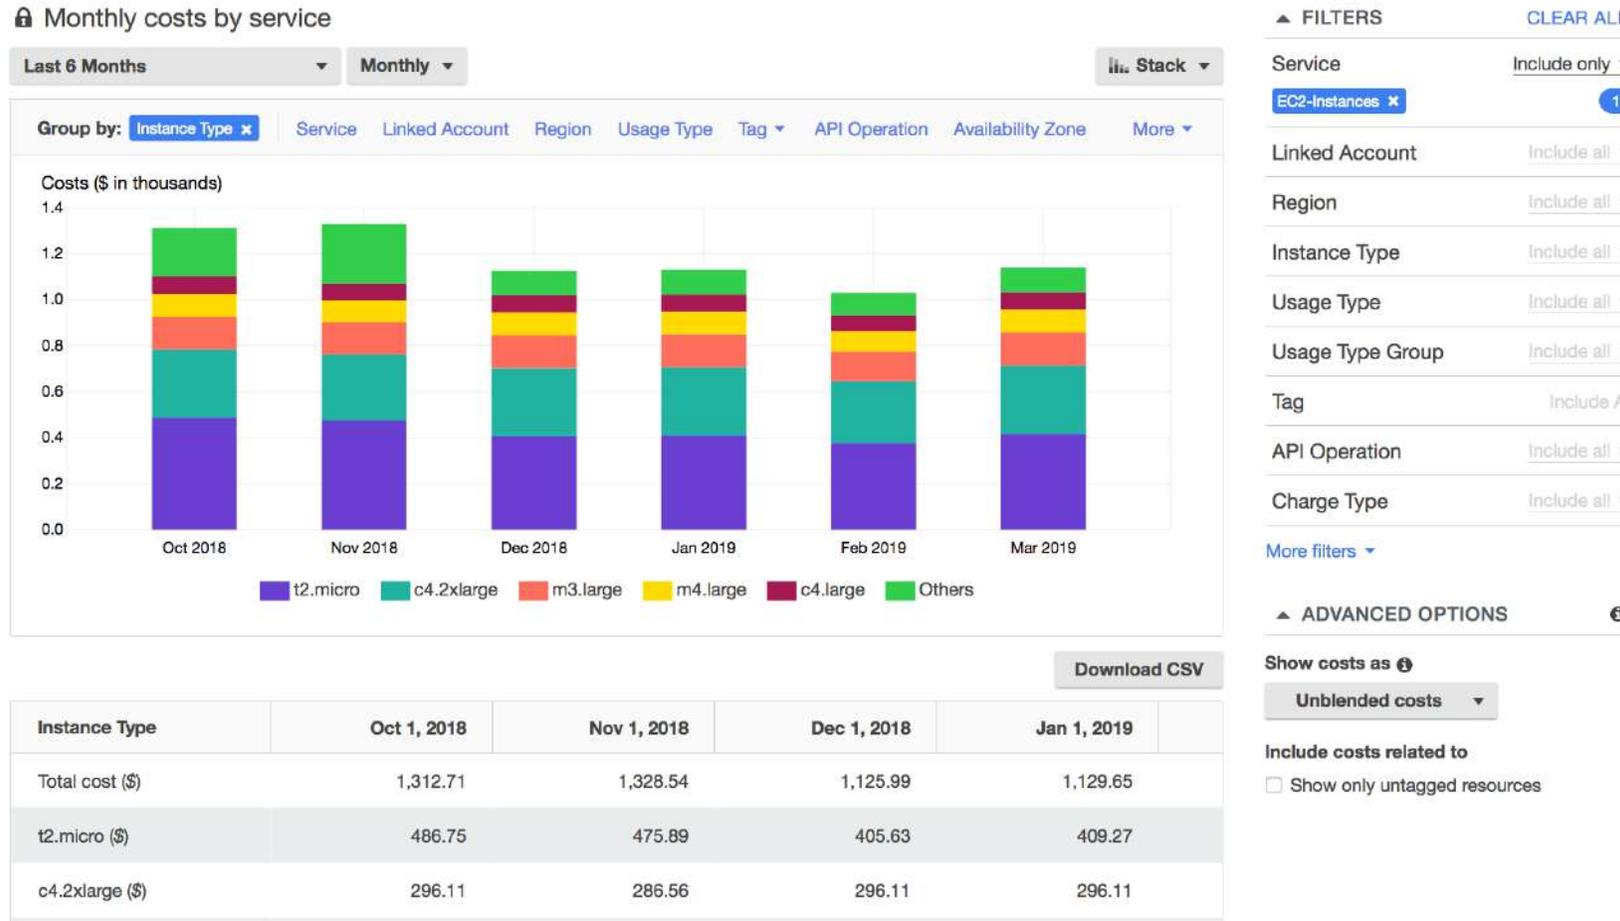 Monthly costs by service
Last 6 Months Monthly Stack
Group by: Instance Type × Service Linked Account Region Usage Type Tag API Operation Availability Zone More
Costs ($ in thousands)
1.4
1.2
1.0
0.8
0.6
0.4
0.2
0.0
Oct 2018 Nov 2018 Dec 2018 Jan 2019 Feb 2019 Mar 2019
t2.micro c4.2xlarge m3.large m4.large c4.large Others
Download CSV
Instance Type Oct 1, 2018 Nov 1, 2018 Dec 1, 2018 Jan 1, 2019
Total cost ($) 1,312.71 1,328.54 1,125.99 1,129.65
t2.micro ($) 486.75 475.89 405.63 409.27
c4.2xlarge ($) 296.11 286.56 296.11 296.11
FILTERS CLEAR ALL
Service Include only
EC2-Instances × 1
Linked Account Include all
Region Include all
Instance Type Include all
Usage Type Include all
Usage Type Group Include all
Tag Include A
API Operation Include all
Charge Type Include all
More filters
ADVANCED OPTIONS
Show costs as
Unblended costs
Include costs related to
Show only untagged resources